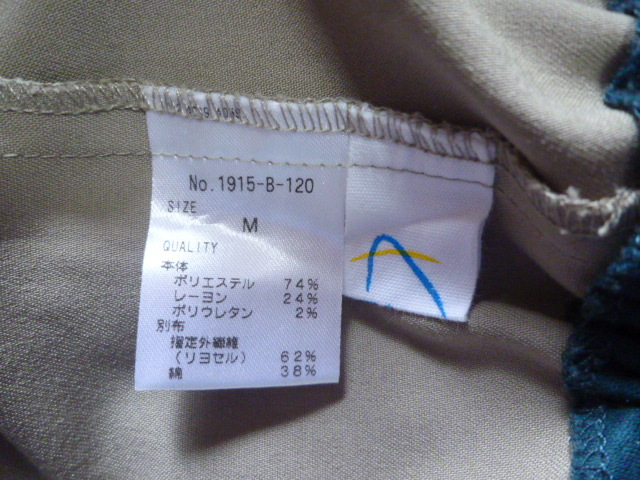 No.1915-B-120
SIZE
M
QUALITY
本体
ポリエステル 74%
レーヨン 24%
ポリウレタン 2%
別布
指定外繊維
(リヨセル) 62%
綿 38%